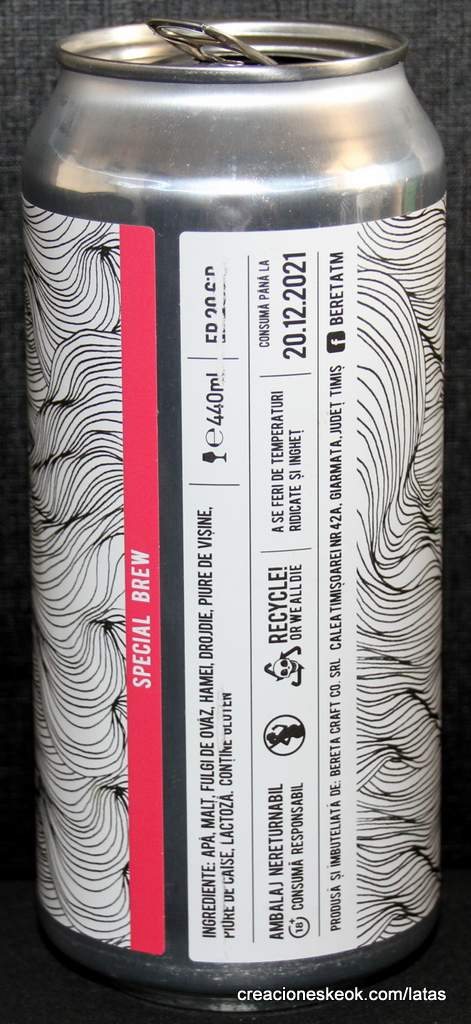 SPECIAL BREW
INGREDIENTE: APĂ, MALȚ, FULGI DE OVĂZ, HAMEI, DROJDIE, PIURE DE VIȘINE,
PIURE DE CAISE, LACTOZĂ. CONȚINE GLUTEN
℮440ml
AMBALAJ NERETURNABIL
18+ CONSUMĂ RESPONSABIL
RECYCLE!
OR WE ALL DIE
A SE FERI DE TEMPERATURI
RIDICATE ȘI ÎNGHEȚ
CONSUMĂ PÂNĂ LA
20.12.2021
PRODUSĂ ȘI ÎMBUTELIATĂ DE: BERETA CRAFT CO. SRL CALEA TIMIȘOAREI NR 42A, GIARMATA, JUDEȚ TIMIȘ f BERETATM
creacioneskeok.com/latas